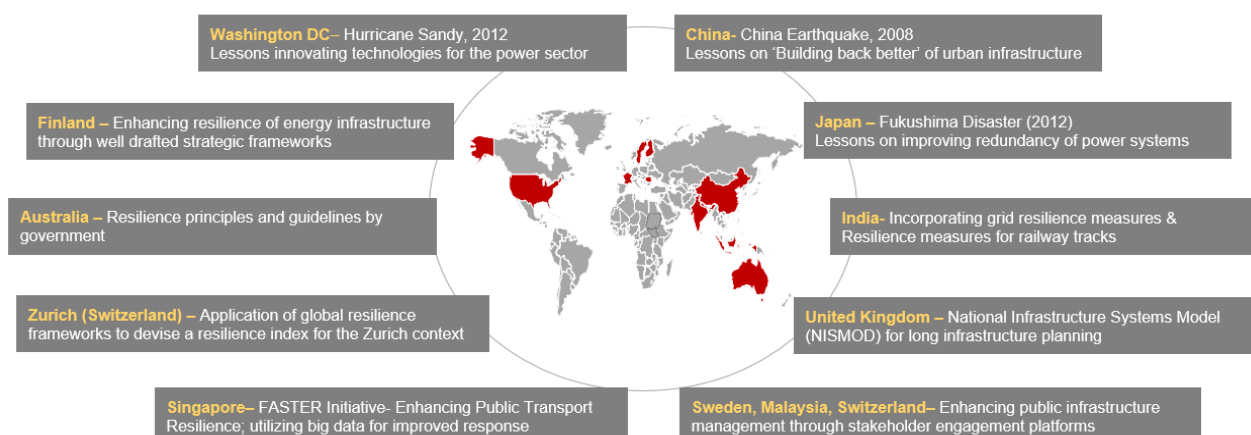 Washington DC– Hurricane Sandy, 2012
Lessons innovating technologies for the power sector
China- China Earthquake, 2008
Lessons on ‘Building back better’ of urban infrastructure
Finland – Enhancing resilience of energy infrastructure
through well drafted strategic frameworks
Japan – Fukushima Disaster (2012)
Lessons on improving redundancy of power systems
Australia – Resilience principles and guidelines by
government
India- Incorporating grid resilience measures &
Resilience measures for railway tracks
Zurich (Switzerland) – Application of global resilience
frameworks to devise a resilience index for the Zurich context
United Kingdom – National Infrastructure Systems Model
(NISMOD) for long infrastructure planning
Singapore– FASTER Initiative- Enhancing Public Transport
Resilience; utilizing big data for improved response
Sweden, Malaysia, Switzerland– Enhancing public infrastructure
management through stakeholder engagement platforms